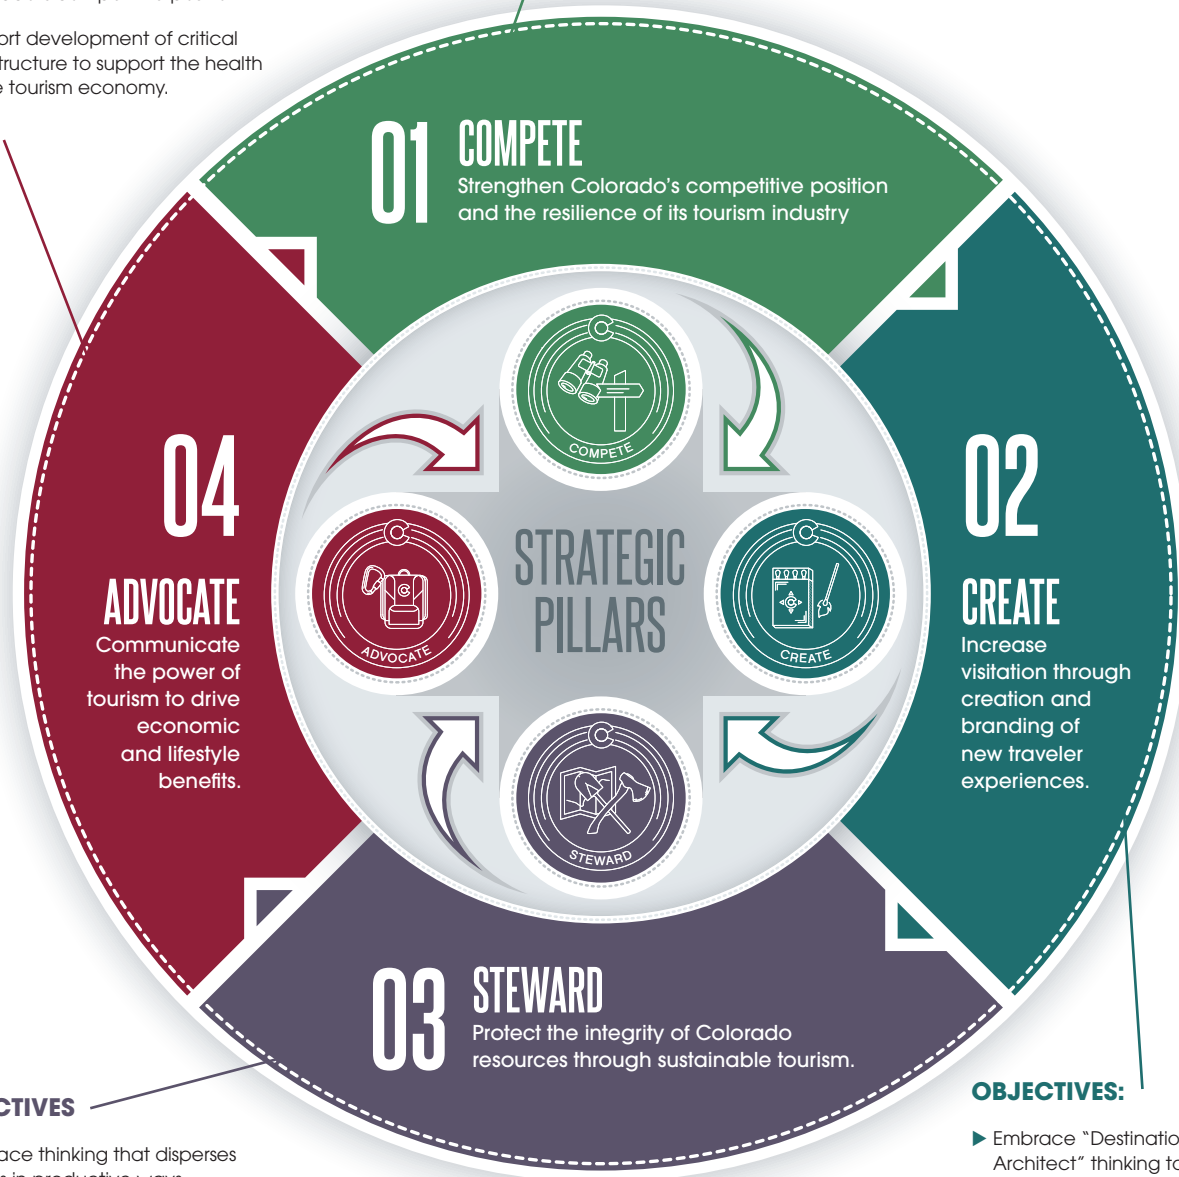 ort development of critical
structure to support the health
e tourism economy.
01 COMPETE
Strengthen Colorado's competitive position
and the resilience of its tourism industry
04
ADVOCATE
Communicate
the power of
tourism to drive
economic
and lifestyle
benefits.
COMPETE
ADVOCATE
STRATEGIC
PILLARS
CREATE
STEWARD
02
CREATE
Increase
visitation through
creation and
branding of
new traveler
experiences.
03 STEWARD
Protect the integrity of Colorado
resources through sustainable tourism.
CTIVES
ace thinking that disperses
s in productive ways
OBJECTIVES:
▶ Embrace “Destinatio
Architect” thinking to